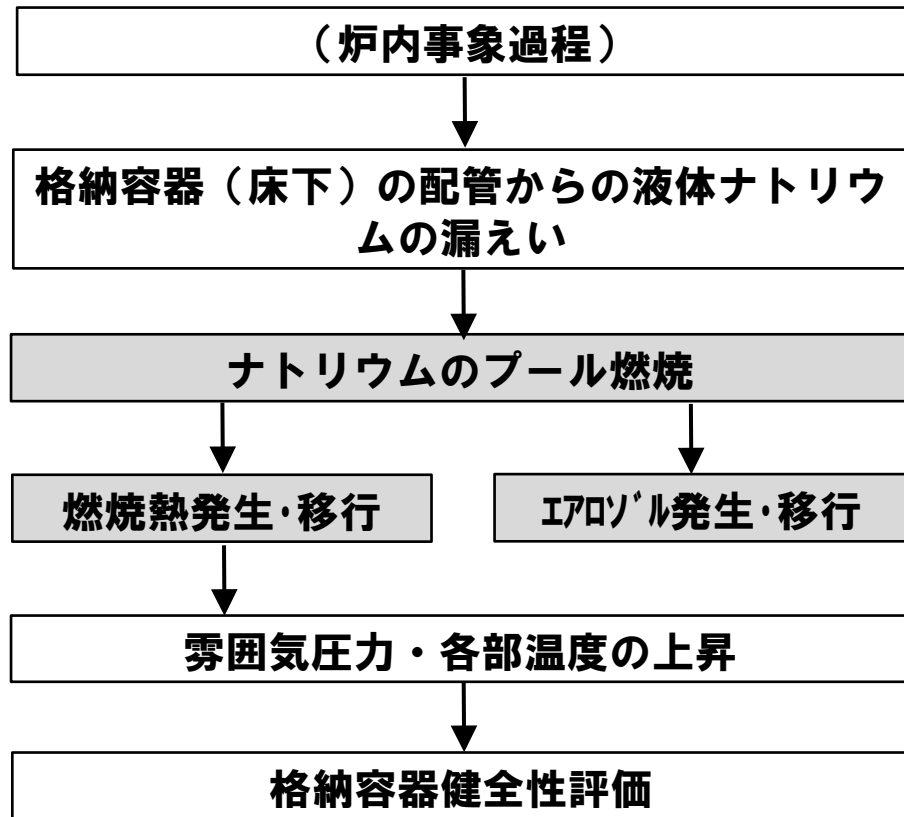 （炉内事象過程）
格納容器（床下）の配管からの液体ナトリウ
ムの漏えい
ナトリウムのプール燃焼
燃焼熱発生･移行
ｴｱﾛｿﾞﾙ発生･移行
雰囲気圧力・各部温度の上昇
格納容器健全性評価